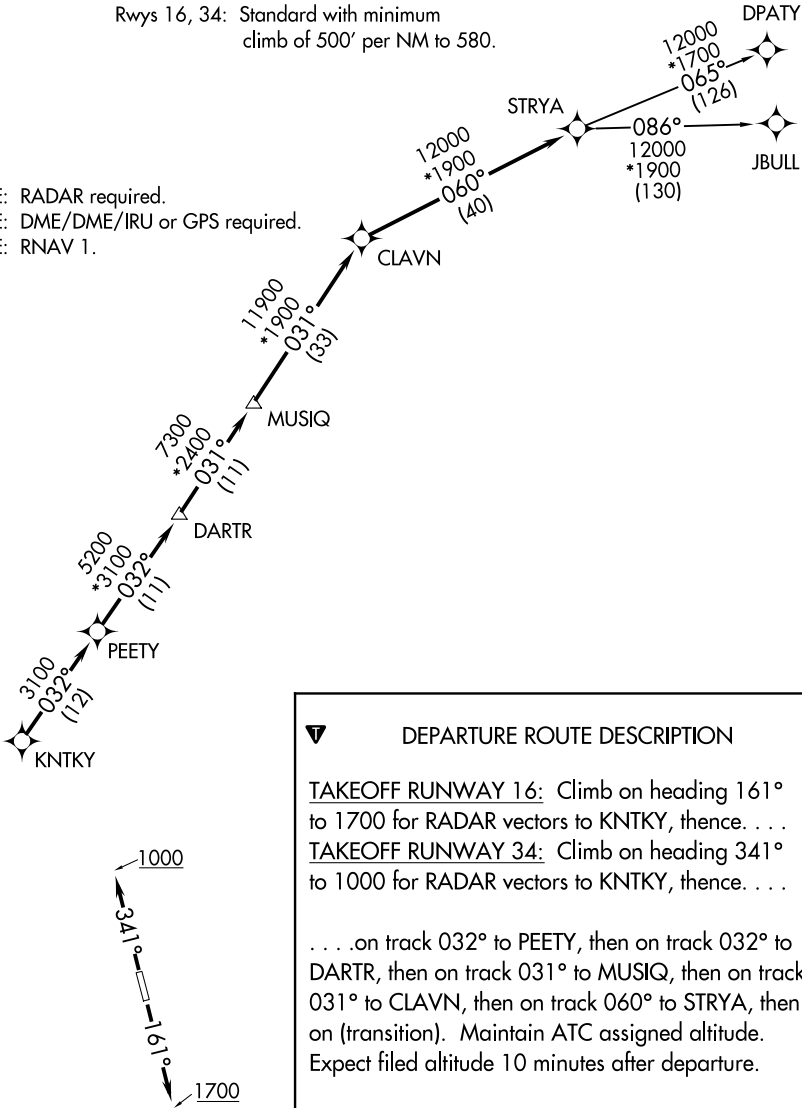 Rwys 16, 34: Standard with minimum
climb of 500' per NM to 580.
DPATY
12000
*1700
065°
(126)
STRYA
086°
12000
*1900
(130)
JBULL
12000
*1900
060°
(40)
E: RADAR required.
E: DME/DME/IRU or GPS required.
E: RNAV 1.
CLAVN
11900
*1900
031°
(33)
MUSIQ
7300
*2400
031°
(11)
DARTR
5200
*3100
032°
(11)
PEETY
3100
032°
(12)
KNTKY
T DEPARTURE ROUTE DESCRIPTION
TAKEOFF RUNWAY 16: Climb on heading 161°
to 1700 for RADAR vectors to KNTKY, thence. . . .
TAKEOFF RUNWAY 34: Climb on heading 341°
to 1000 for RADAR vectors to KNTKY, thence. . . .
. . . .on track 032° to PEETY, then on track 032° to
DARTR, then on track 031° to MUSIQ, then on track
031° to CLAVN, then on track 060° to STRYA, then
on (transition). Maintain ATC assigned altitude.
Expect filed altitude 10 minutes after departure.
1000
341°
161°
1700